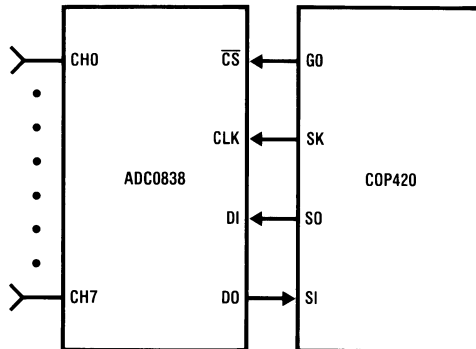 CH0 CS G0
CLK SK
ADC0838 COP420
DI SO
CH7 DO SI